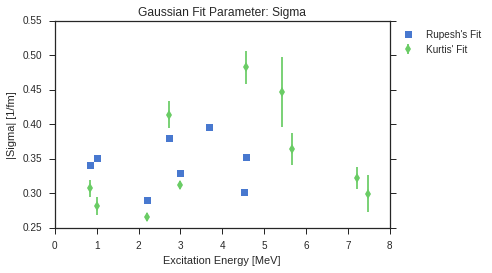 Gaussian Fit Parameter: Sigma
0.55
0.50
0.45
0.40
0.35
0.30
0.25
|Sigma| [1/fm]
0 1 2 3 4 5 6 7 8
Excitation Energy [MeV]
Rupesh's Fit
Kurtis' Fit